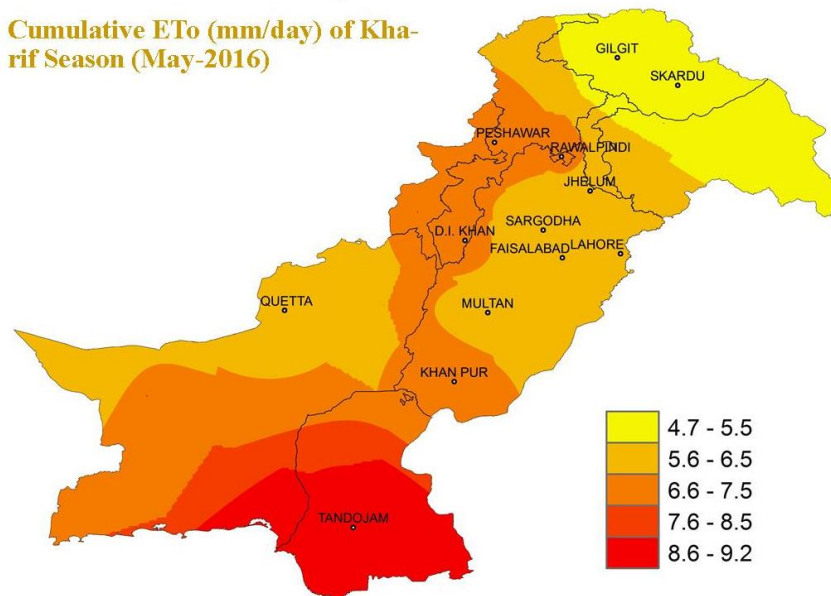 Cumulative ETo (mm/day) of Kha-
rif Season (May-2016)
GILGIT
SKARDU
PESHAWAR
RAWALPINDI
JHELUM
SARGODHA
D.I. KHAN
FAISALABAD
LAHORE
QUETTA
MULTAN
KHAN PUR
TANDOJAM
4.7 - 5.5
5.6 - 6.5
6.6 - 7.5
7.6 - 8.5
8.6 - 9.2